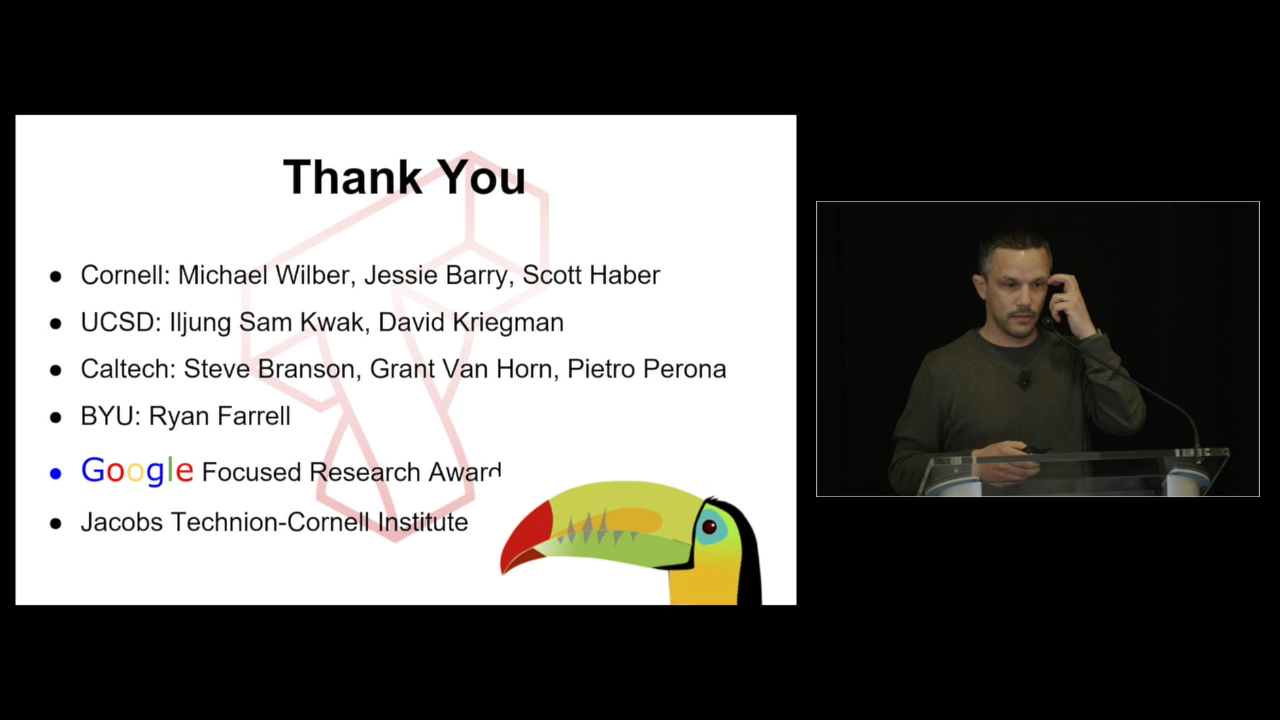 Thank You
● Cornell: Michael Wilber, Jessie Barry, Scott Haber
● UCSD: Iljung Sam Kwak, David Kriegman
● Caltech: Steve Branson, Grant Van Horn, Pietro Perona
● BYU: Ryan Farrell
● Google Focused Research Award
● Jacobs Technion-Cornell Institute